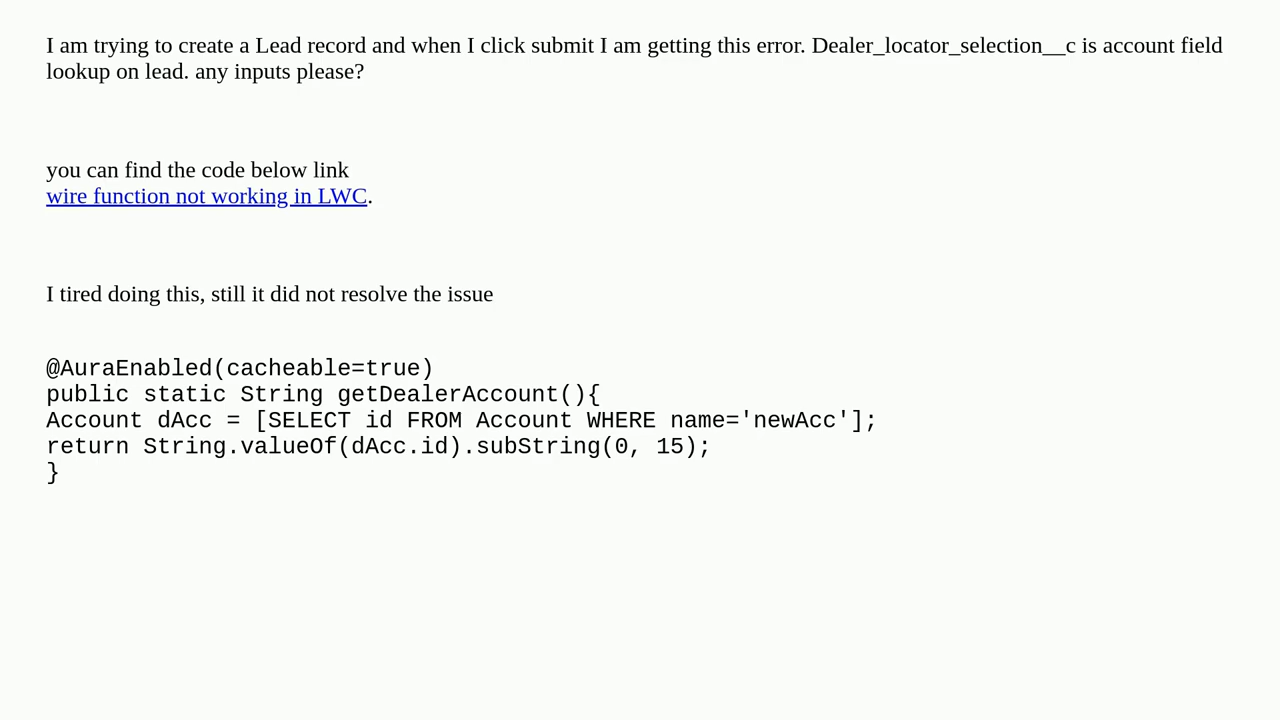 I am trying to create a Lead record and when I click submit I am getting this error. Dealer_locator_selection__c is account field
lookup on lead. any inputs please?
you can find the code below link
wire function not working in LWC.
I tired doing this, still it did not resolve the issue
@AuraEnabled(cacheable=true)
public static String getDealerAccount(){
Account dAcc = [SELECT id FROM Account WHERE name='newAcc'];
return String.valueOf(dAcc.id).subString(0, 15);
}